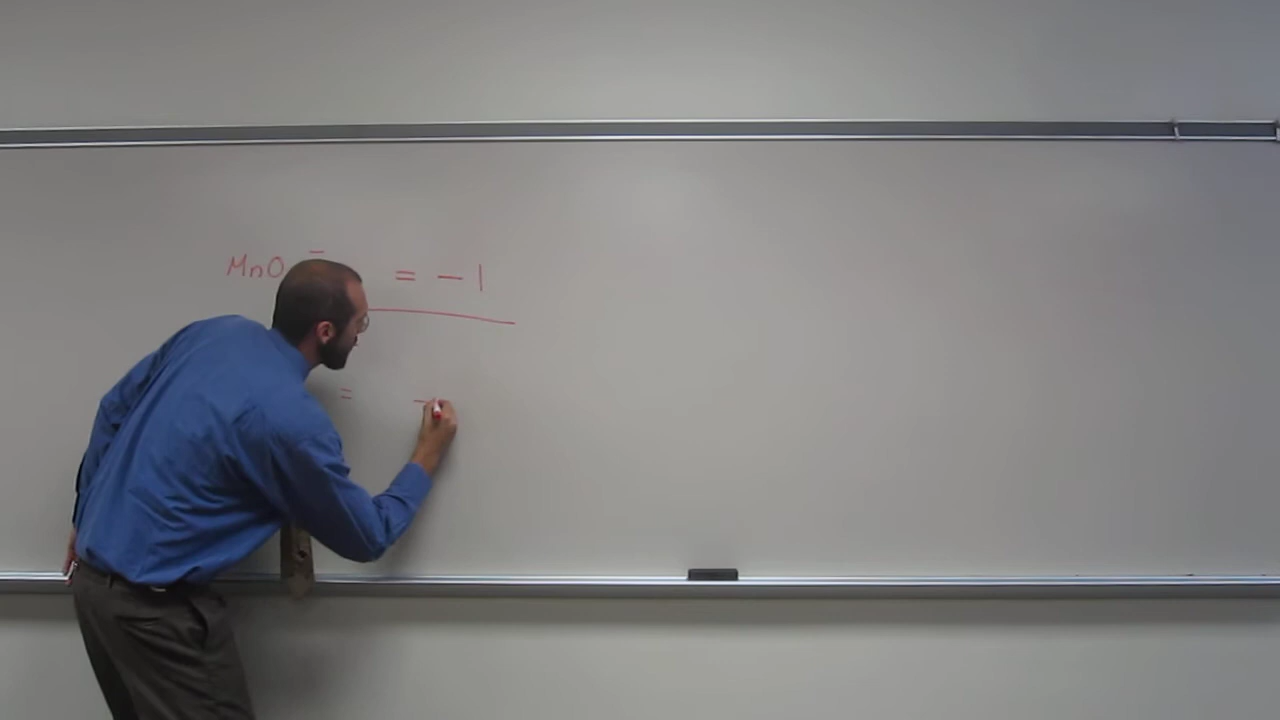 MnO⁻ = -1
= -